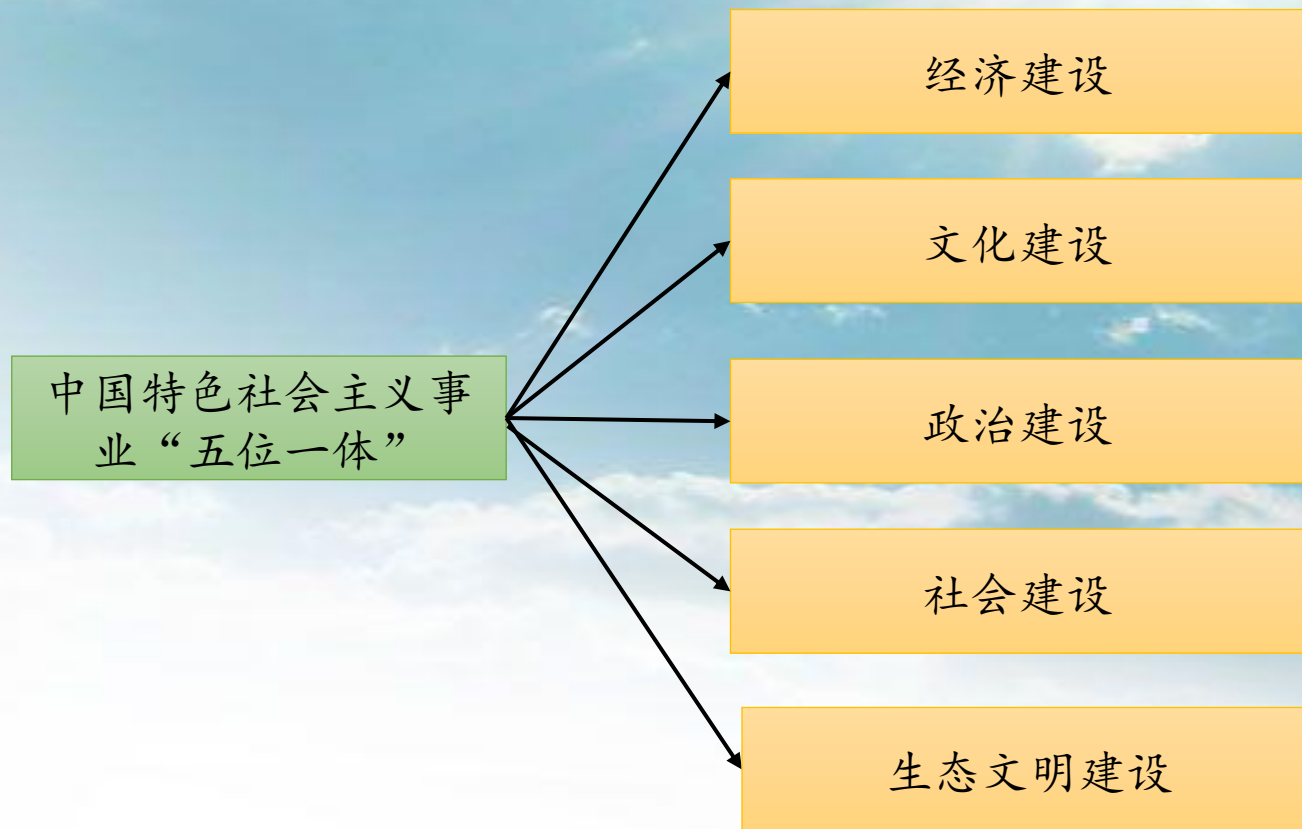 中国特色社会主义事
业“五位一体”
经济建设
文化建设
政治建设
社会建设
生态文明建设